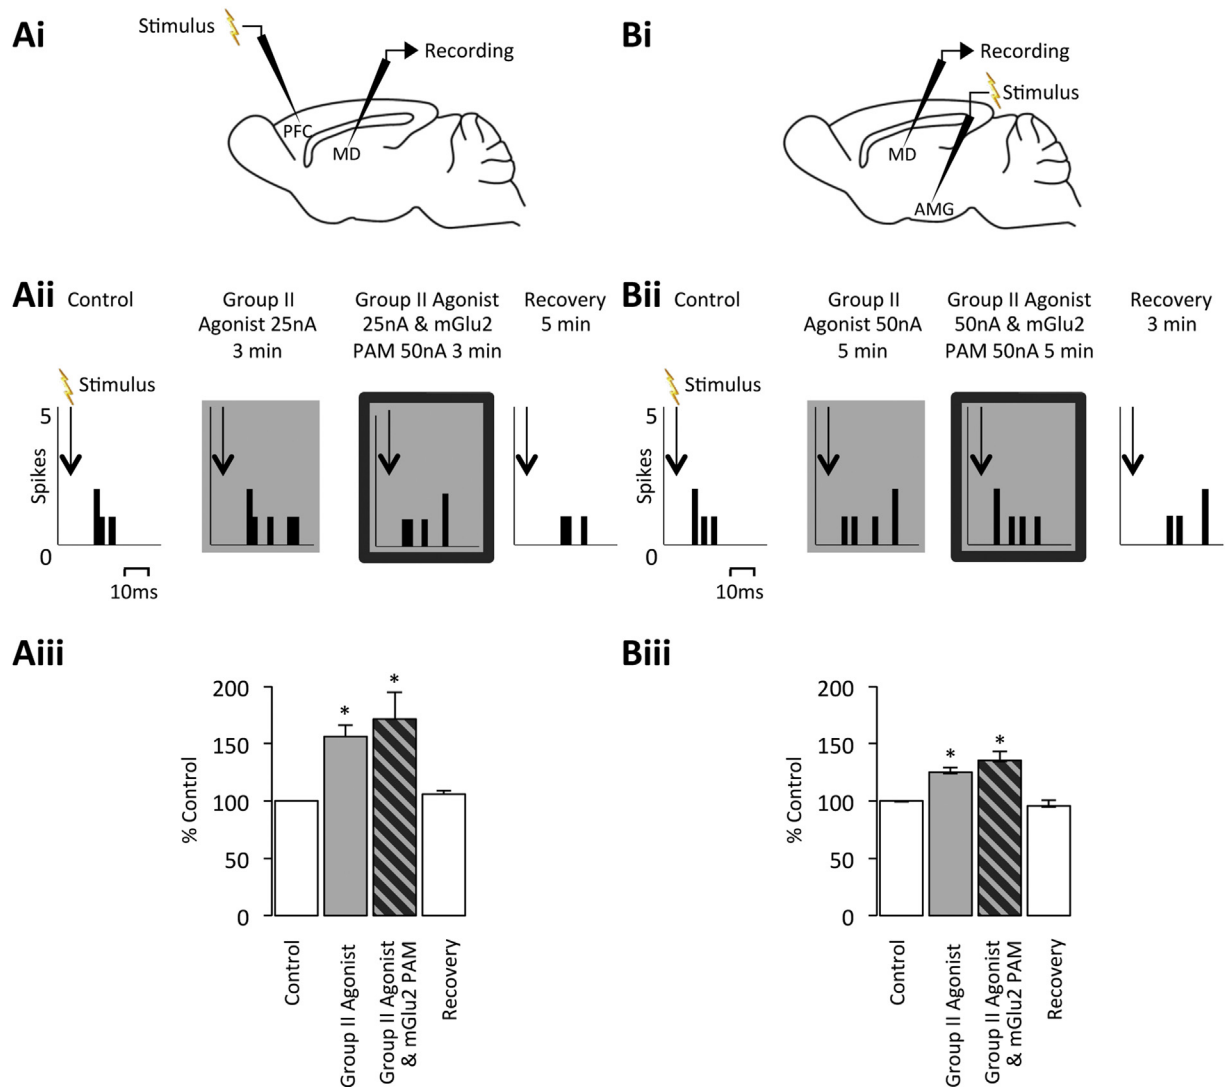 Ai
Stimulus
Recording
PFC
MD
Bi
Recording
Stimulus
MD
AMG
Aii
Control
Group II
Agonist 25nA
3 min
Group II Agonist
25nA & mGlu2
PAM 50nA 3 min
Recovery
5 min
Stimulus
5
Spikes
0
10ms
Bii
Control
Group II
Agonist 50nA
5 min
Group II Agonist
50nA & mGlu2
PAM 50nA 5 min
Recovery
3 min
Stimulus
5
Spikes
0
10ms
Aiii
200
150
100
50
0
% Control
*
*
Control
Group II Agonist
Group II Agonist
& mGlu2 PAM
Recovery
Biii
200
150
100
50
0
% Control
*
*
Control
Group II Agonist
Group II Agonist
& mGlu2 PAM
Recovery